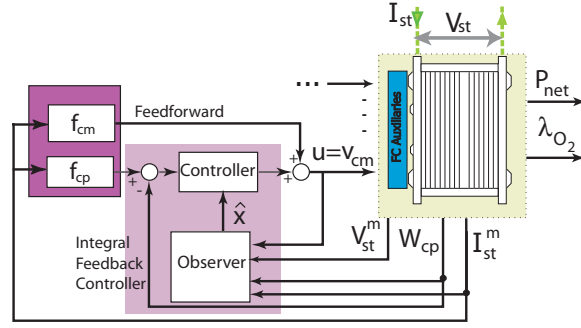 I_st
V_st
...
P_net
f_cm
Feedforward
FC Auxiliaries
λ_O₂
u=v_cm
f_cp
Controller
+
+
+
-
x̂
V_st^m
W_cp
I_st^m
Integral
Feedback
Controller
Observer